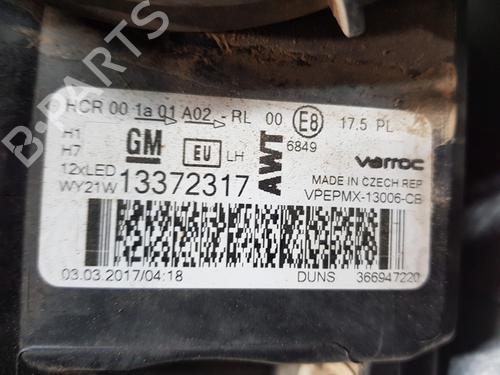 HCR 00 1a 01 A02 -RL 00 E8 17.5 PL
H1 GM EU LH AWT 6849 varroc
H7
12xLED
WY21W 13372317 MADE IN CZECH REP
VPEPMX-13006-CB
03.03.2017/04:18 DUNS 366947220
B-PARTS